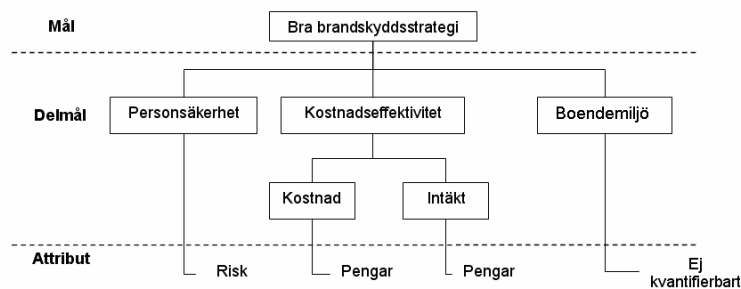 Mål
Bra brandskyddsstrategi
Delmål
Personsäkerhet
Kostnadseffektivitet
Boendemiljö
Kostnad
Intäkt
Attribut
Risk
Pengar
Pengar
Ej
kvantifierbart